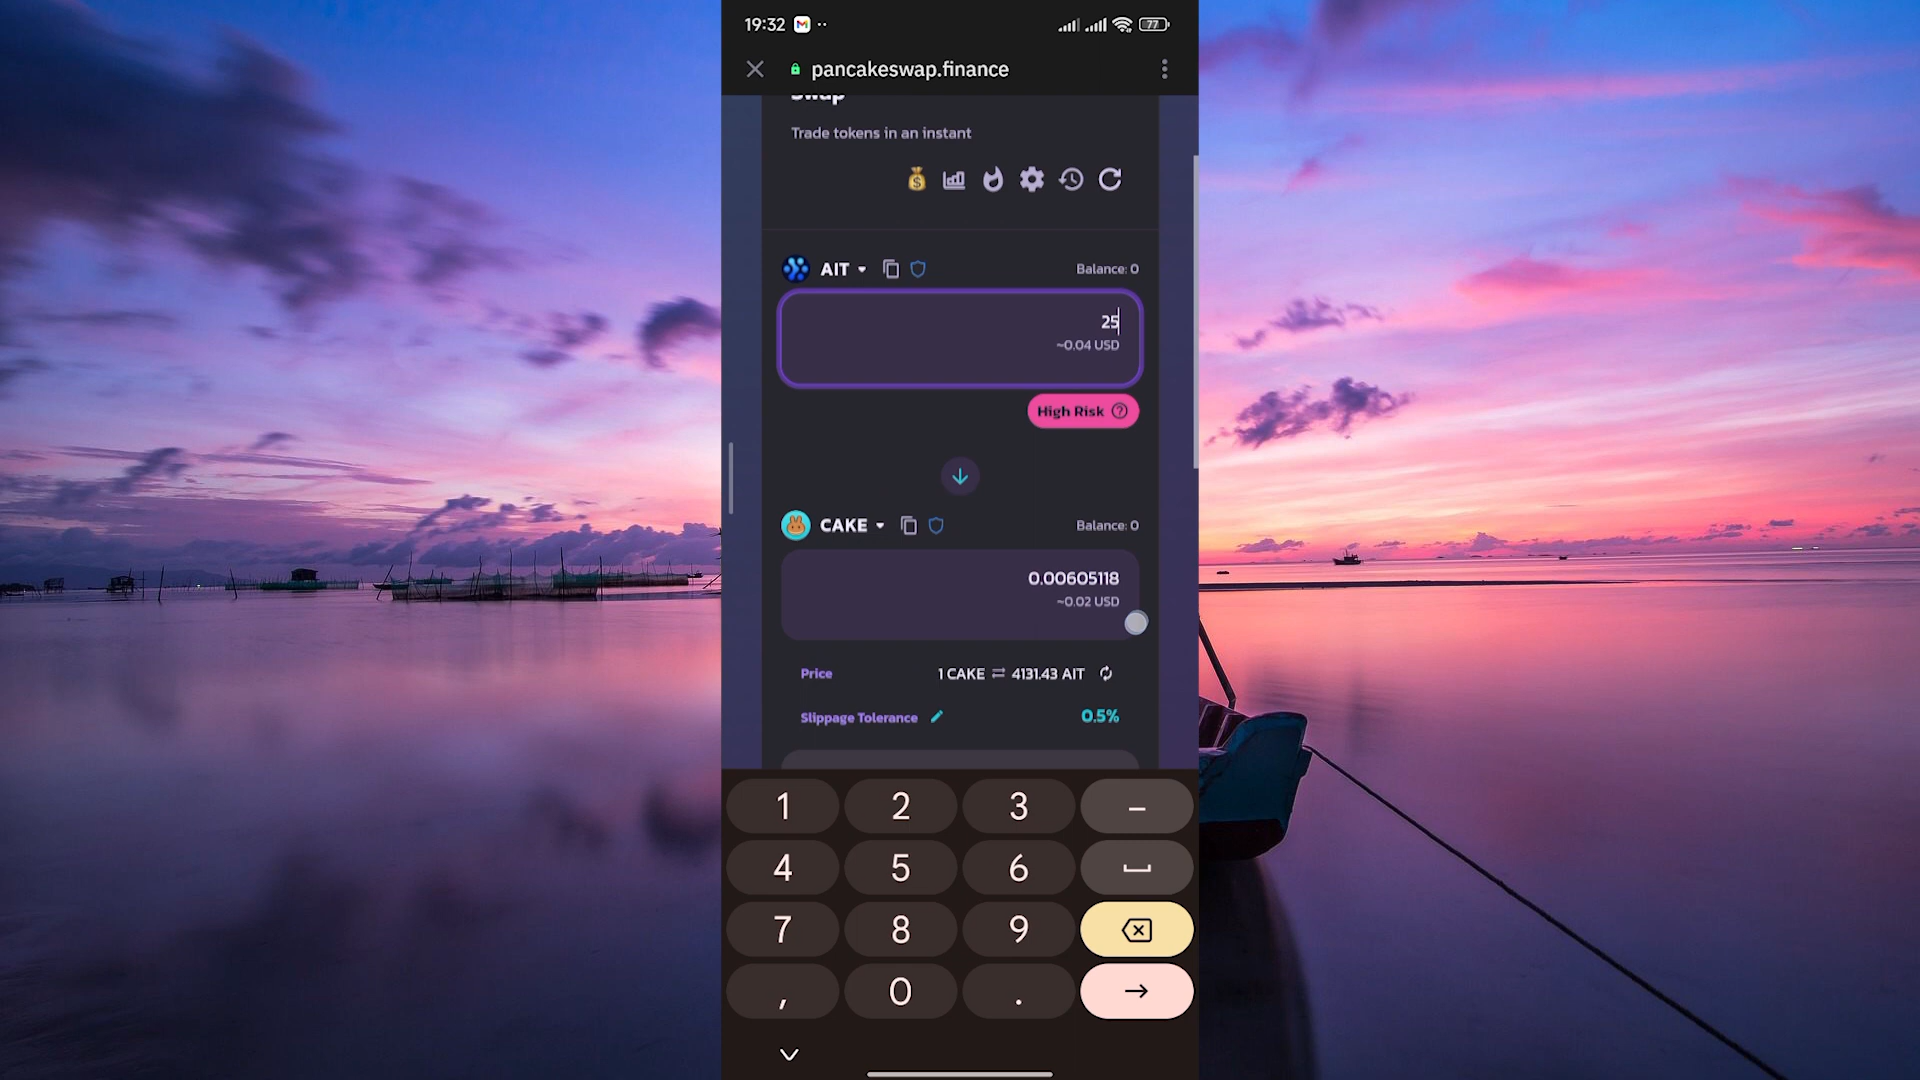 19:32
77
pancakeswap.finance
Swap
Trade tokens in an instant
AIT
Balance: 0
25
~0.04 USD
High Risk
CAKE
Balance: 0
0.00605118
~0.02 USD
Price
1 CAKE ⇌ 4131.43 AIT
Slippage Tolerance
0.5%
1 2 3 –
4 5 6
7 8 9
, 0 .